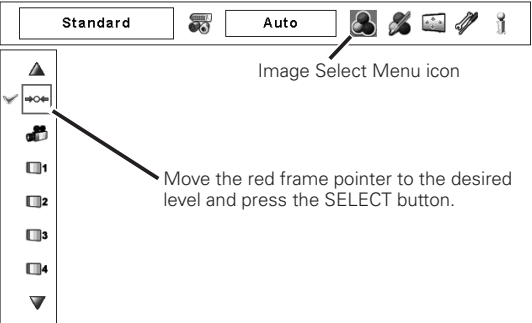 Standard
Auto
Image Select Menu icon
Move the red frame pointer to the desired
level and press the SELECT button.
1
2
3
4